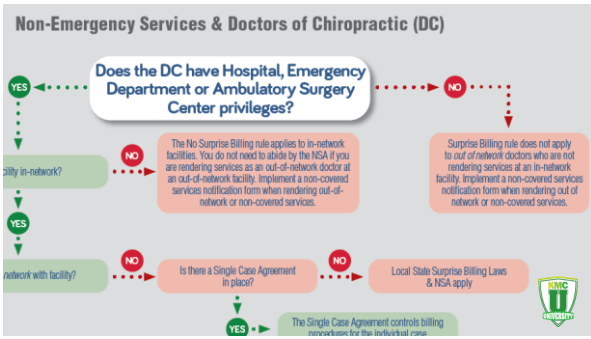 Non-Emergency Services & Doctors of Chiropractic (DC)
Does the DC have Hospital, Emergency
Department or Ambulatory Surgery
Center privileges?
YES
NO
NO
The No Surprise Billing rule applies to in-network
facilities. You do not need to abide by the NSA if you
are rendering services as an out-of-network doctor at
an out-of-network facility. Implement a non-covered
services notification form when rendering out-of-
network or non-covered services.
Surprise Billing rule does not apply
to out of network doctors who are not
rendering services at an in-network
facility. Implement a non-covered services
notification form when rendering out of
network or non-covered services.
in-network?
YES
network with facility?
NO
Is there a Single Case Agreement
in place?
NO
Local State Surprise Billing Laws
& NSA apply
YES
The Single Case Agreement controls billing
procedures for the individual case
KMC
U
UNIVERSITY